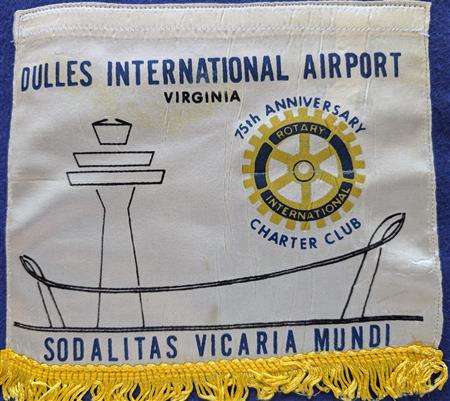 DULLES INTERNATIONAL AIRPORT
VIRGINIA
75th ANNIVERSARY
ROTARY
INTERNATIONAL
CHARTER CLUB
SODALITAS VICARIA MUNDI